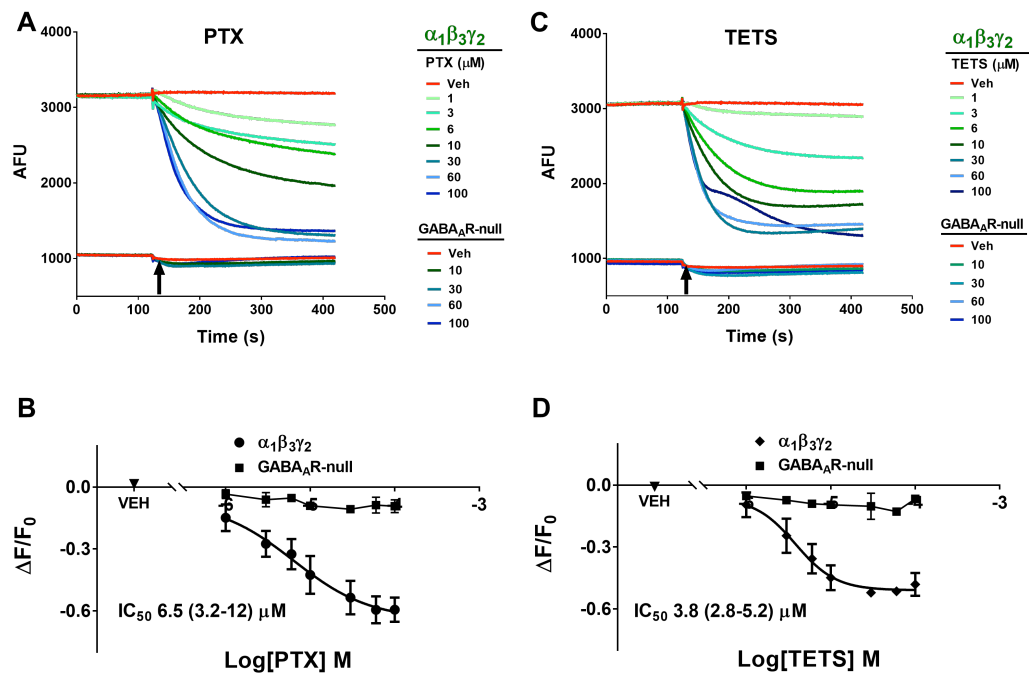 A
PTX
4000
3000
2000
1000
AFU
0
100
200
300
400
500
Time (s)
α1β3γ2
PTX (μM)
Veh
1
3
6
10
30
60
100
GABAAR-null
Veh
10
30
60
100
C
TETS
4000
3000
2000
1000
AFU
0
100
200
300
400
500
Time (s)
α1β3γ2
TETS (μM)
Veh
1
3
6
10
30
60
100
GABAAR-null
Veh
10
30
60
100
B
α1β3γ2
GABAAR-null
0.0
-0.3
-0.6
ΔF/F0
VEH
-6
-5
-3
IC50 6.5 (3.2-12) μM
Log[PTX] M
D
α1β3γ2
GABAAR-null
0.0
-0.3
-0.6
ΔF/F0
VEH
-5
-3
IC50 3.8 (2.8-5.2) μM
Log[TETS] M